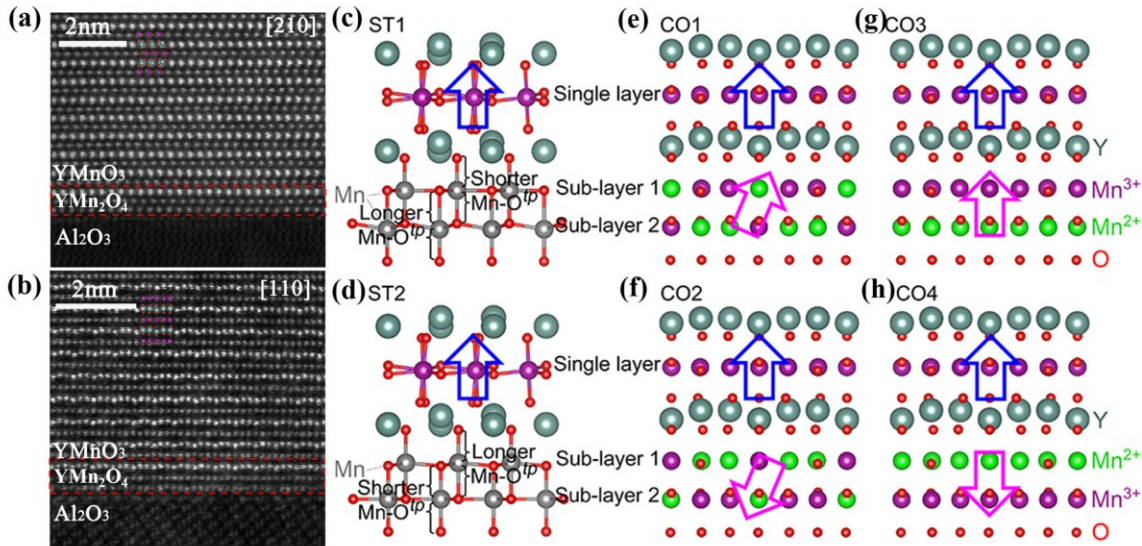 (a)
[210]
2nm
YMnO₃
YMn₂O₄
Al₂O₃
(b)
[110]
2nm
YMnO₃
YMn₂O₄
Al₂O₃
(c)
ST1
Single layer
Mn
Shorter
Mn-Oᵗᵖ
Longer
Mn-Oᵗᵖ
Sub-layer 1
Sub-layer 2
(d)
ST2
Single layer
Mn
Longer
Mn-Oᵗᵖ
Shorter
Mn-Oᵗᵖ
Sub-layer 1
Sub-layer 2
(e)
CO1
(f)
CO2
(g)
CO3
Y
Mn³⁺
Mn²⁺
O
(h)
CO4
Y
Mn²⁺
Mn³⁺
O